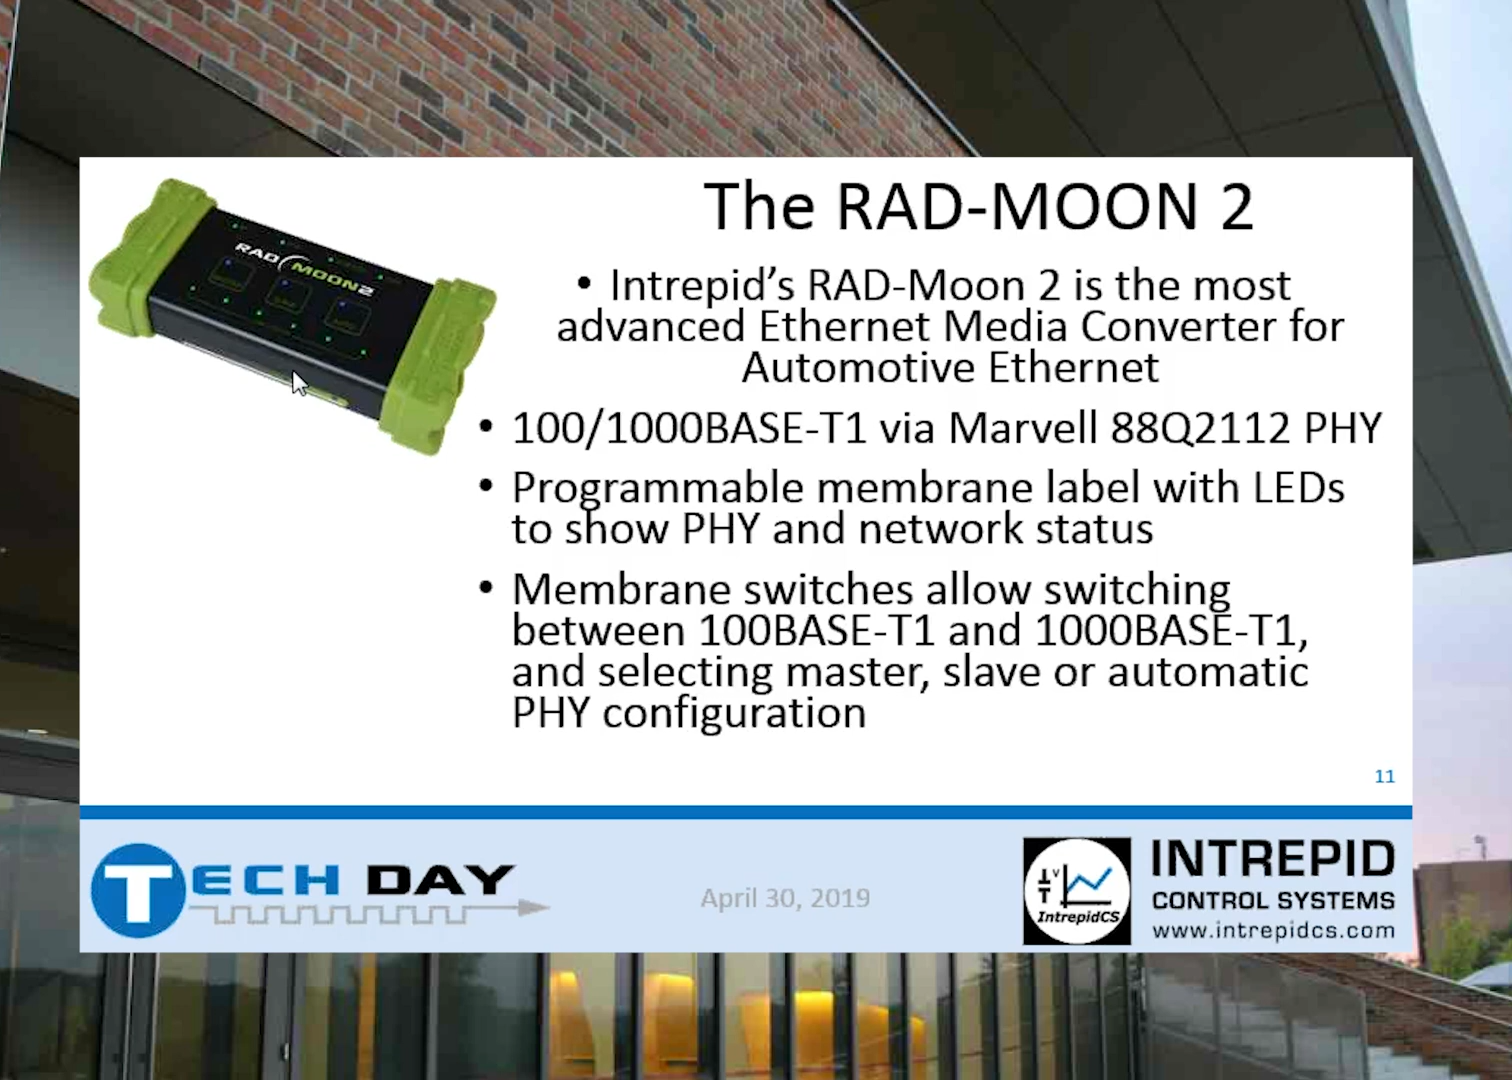 The RAD-MOON 2
RAD MOON2
• Intrepid’s RAD-Moon 2 is the most
advanced Ethernet Media Converter for
Automotive Ethernet
• 100/1000BASE-T1 via Marvell 88Q2112 PHY
• Programmable membrane label with LEDs
to show PHY and network status
• Membrane switches allow switching
between 100BASE-T1 and 1000BASE-T1,
and selecting master, slave or automatic
PHY configuration
11
TECH DAY
April 30, 2019
IntrepidCS
INTREPID
CONTROL SYSTEMS
www.intrepidcs.com